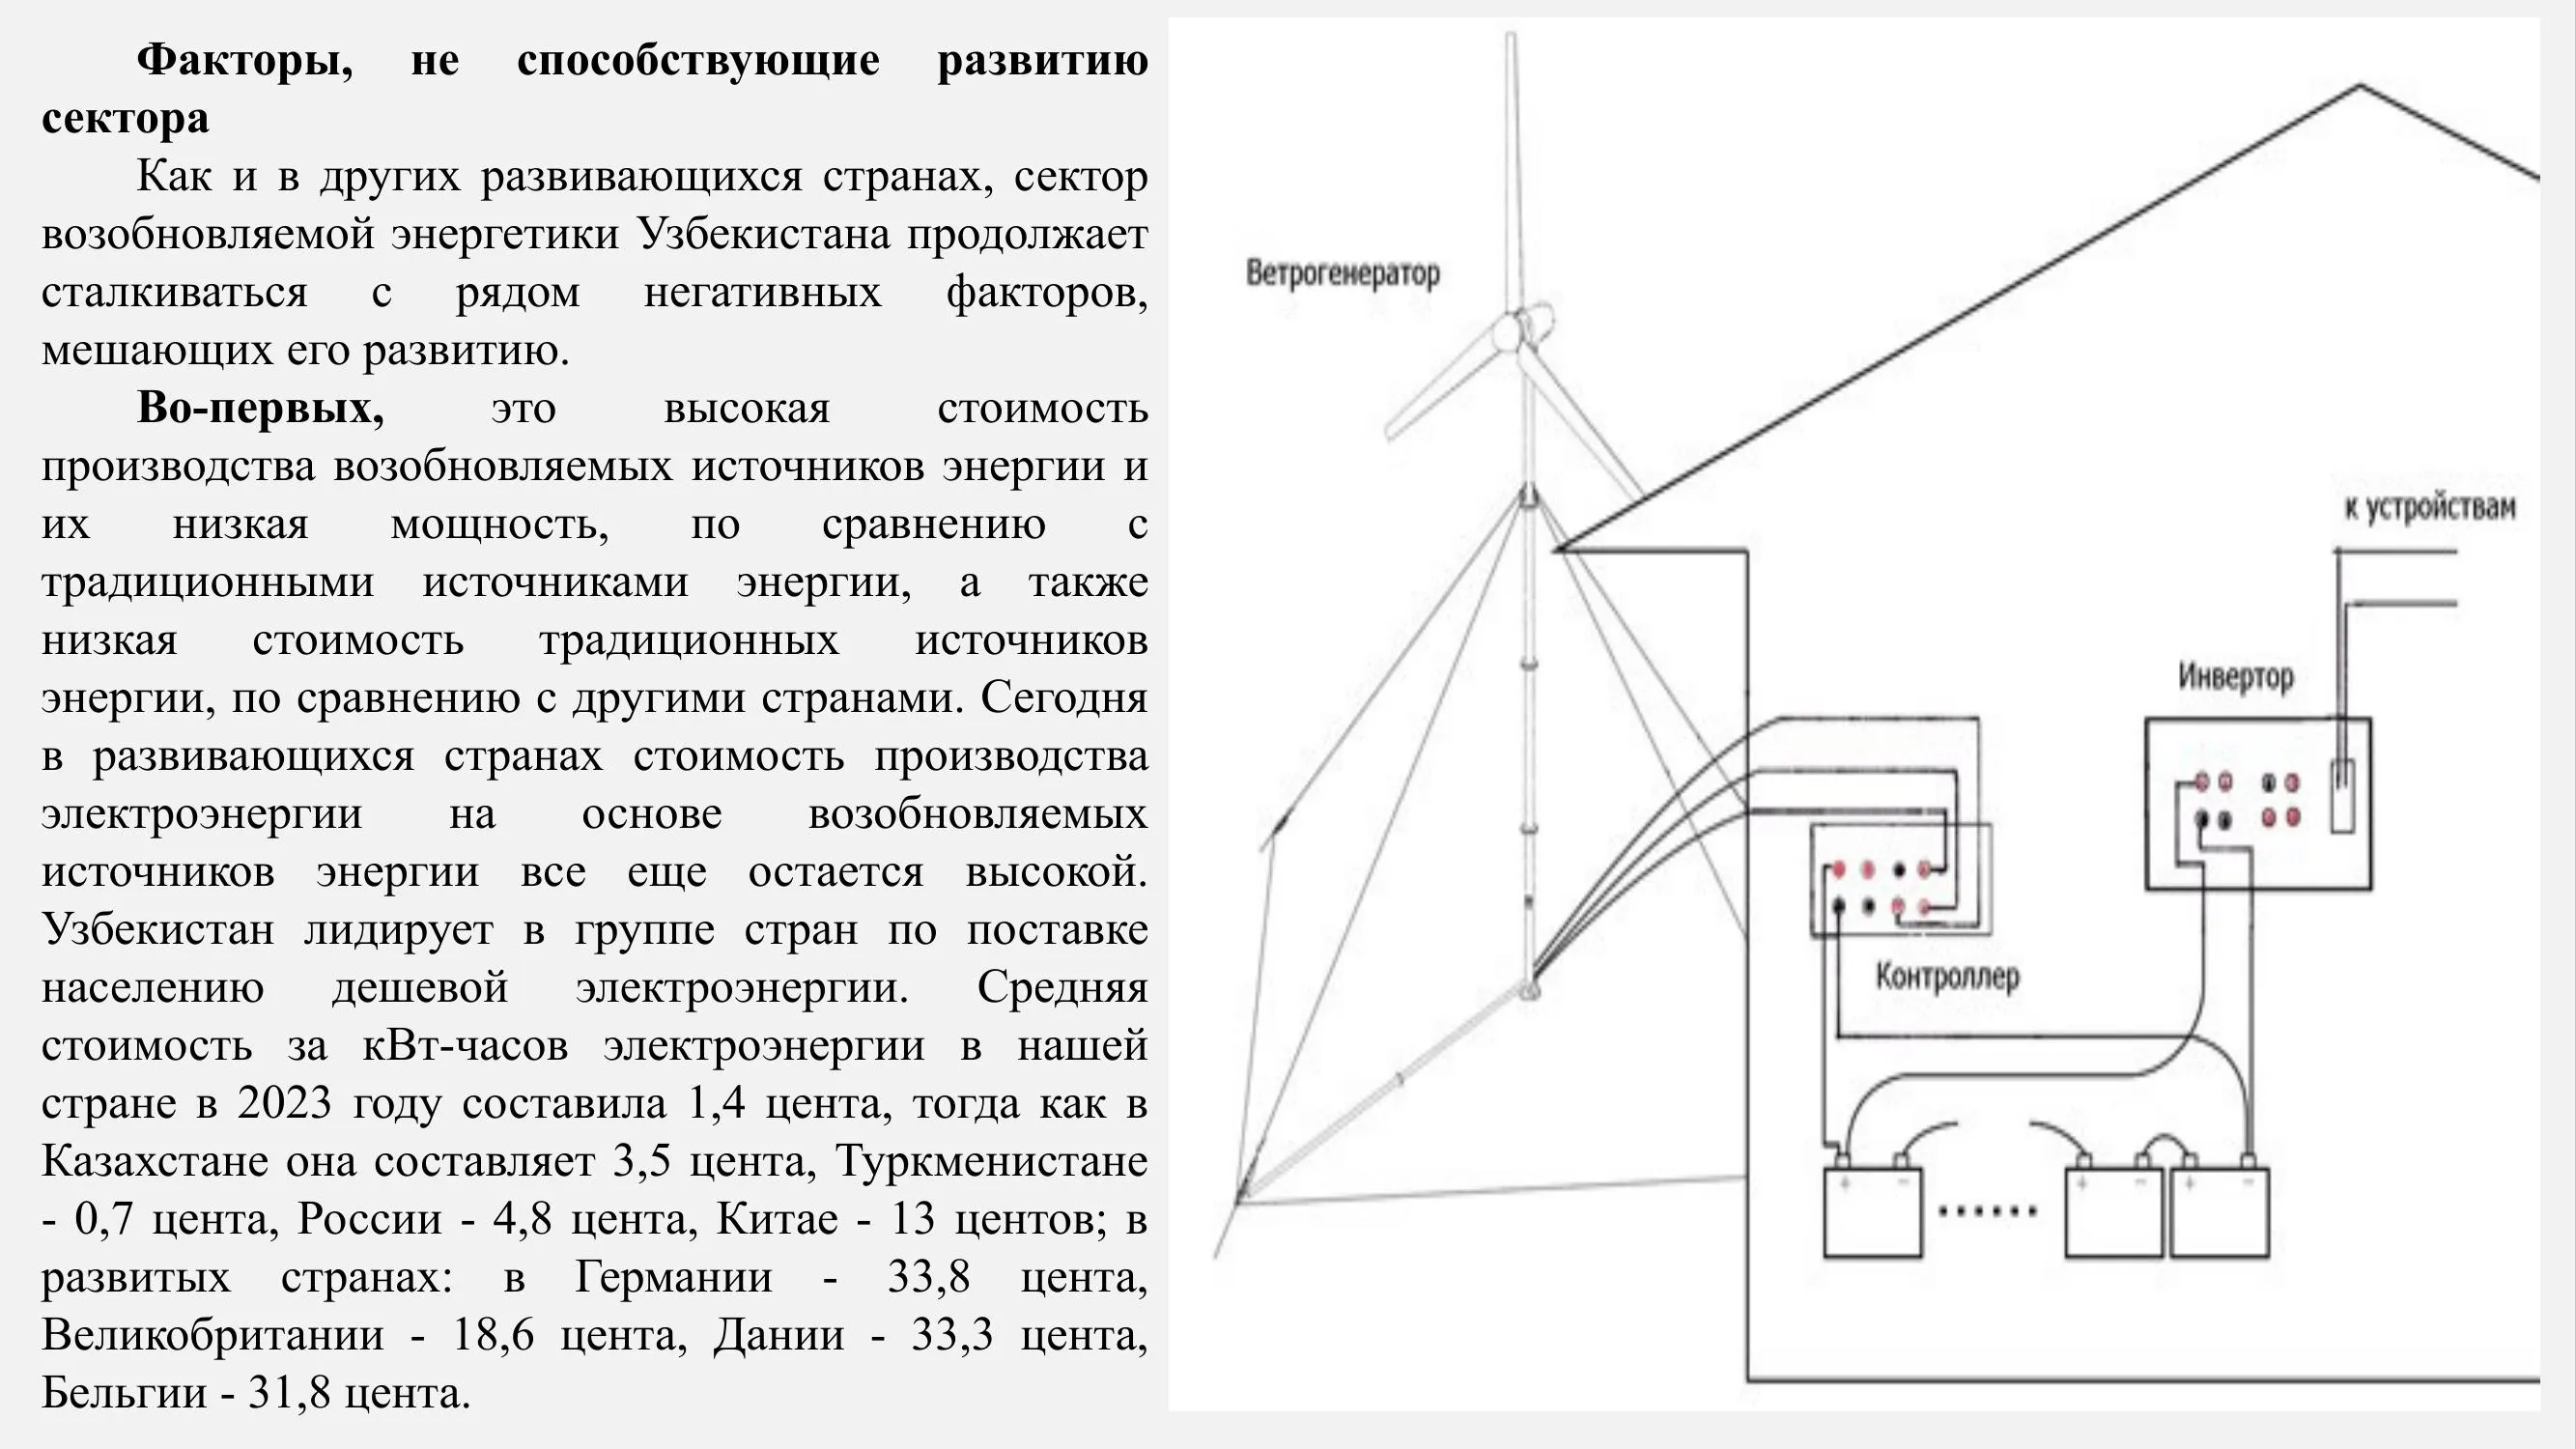 Факторы, не способствующие развитию
сектора
Как и в других развивающихся странах, сектор
возобновляемой энергетики Узбекистана продолжает
сталкиваться с рядом негативных факторов,
мешающих его развитию.
Во-первых, это высокая стоимость
производства возобновляемых источников энергии и
их низкая мощность, по сравнению с
традиционными источниками энергии, а также
низкая стоимость традиционных источников
энергии, по сравнению с другими странами. Сегодня
в развивающихся странах стоимость производства
электроэнергии на основе возобновляемых
источников энергии все еще остается высокой.
Узбекистан лидирует в группе стран по поставке
населению дешевой электроэнергии. Средняя
стоимость за кВт-часов электроэнергии в нашей
стране в 2023 году составила 1,4 цента, тогда как в
Казахстане она составляет 3,5 цента, Туркменистане
- 0,7 цента, России - 4,8 цента, Китае - 13 центов; в
развитых странах: в Германии - 33,8 цента,
Великобритании - 18,6 цента, Дании - 33,3 цента,
Бельгии - 31,8 цента.
Ветрогенератор
к устройствам
Инвертор
Контроллер
+ −
+ −
+ −